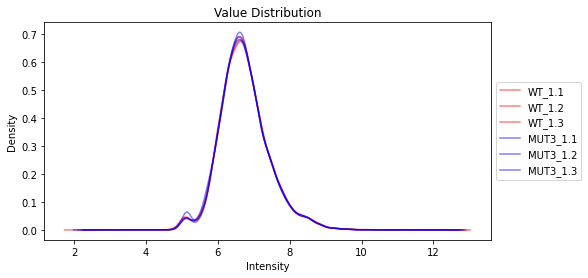 Value Distribution
Density
0.7
0.6
0.5
0.4
0.3
0.2
0.1
0.0
2
4
6
8
10
12
Intensity
WT_1.1
WT_1.2
WT_1.3
MUT3_1.1
MUT3_1.2
MUT3_1.3